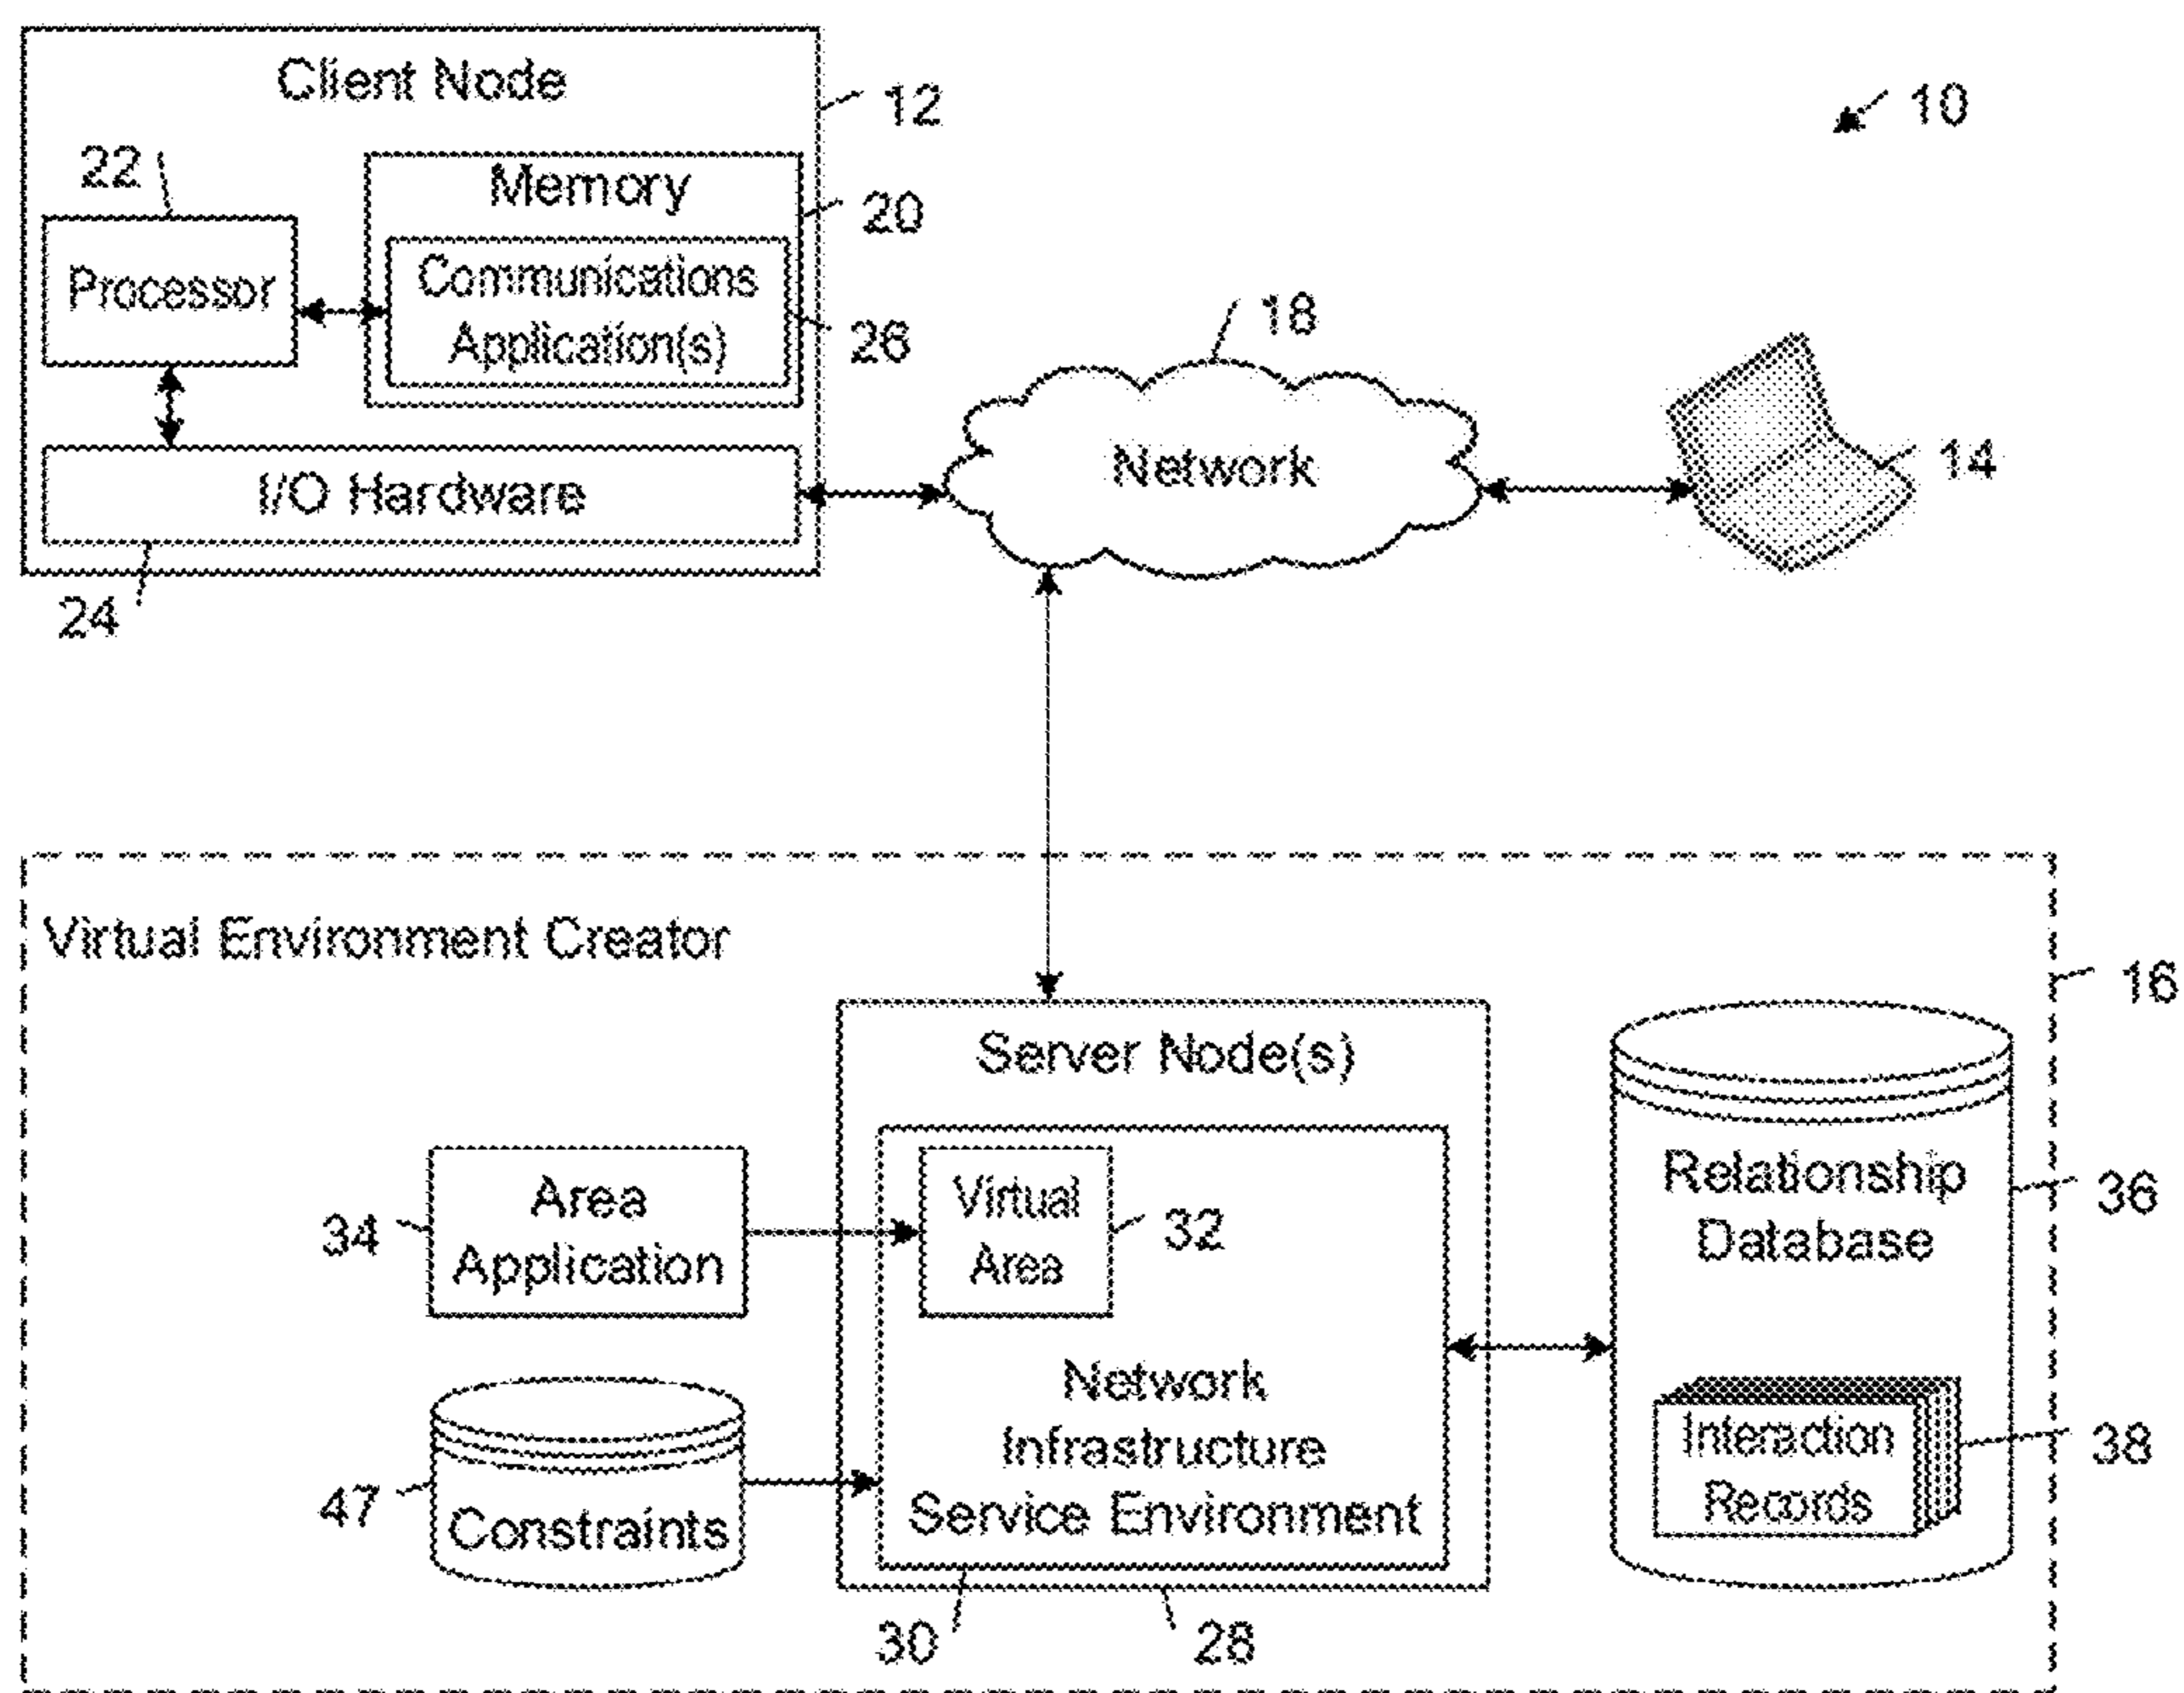 Client Node
12
10
22
Memory
20
Processor
Communications
Application(s)
26
18
Network
14
I/O Hardware
24
Virtual Environment Creator
16
Server Node(s)
34
Area
Application
Virtual
Area
32
Relationship
Database
36
Network
Infrastructure
Service Environment
47
Constraints
Interaction
Records
38
30
28